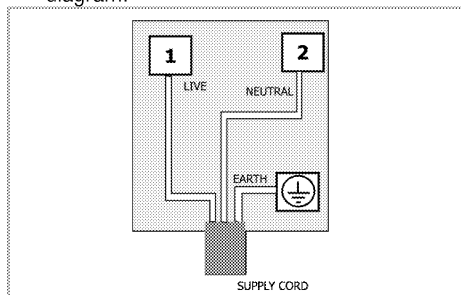 diagram.
1
2
LIVE
NEUTRAL
EARTH
SUPPLY CORD